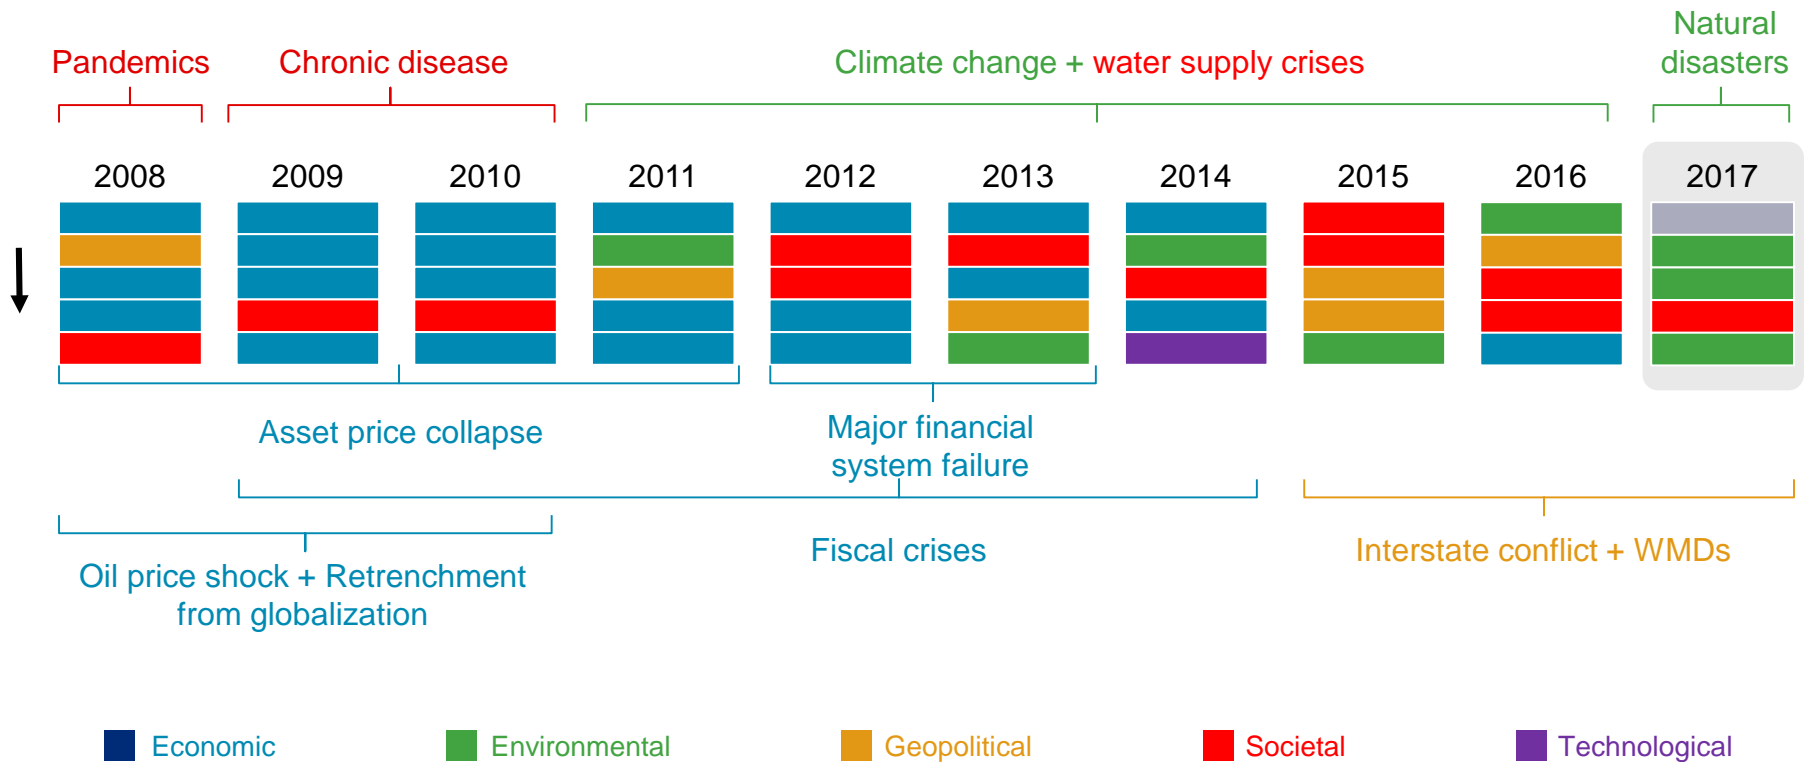 Natural
disasters
Pandemics
Chronic disease
Climate change + water supply crises
2008
2009
2010
2011
2012
2013
2014
2015
2016
2017
Asset price collapse
Major financial
system failure
Fiscal crises
Interstate conflict + WMDs
Oil price shock + Retrenchment
from globalization
Economic
Environmental
Geopolitical
Societal
Technological